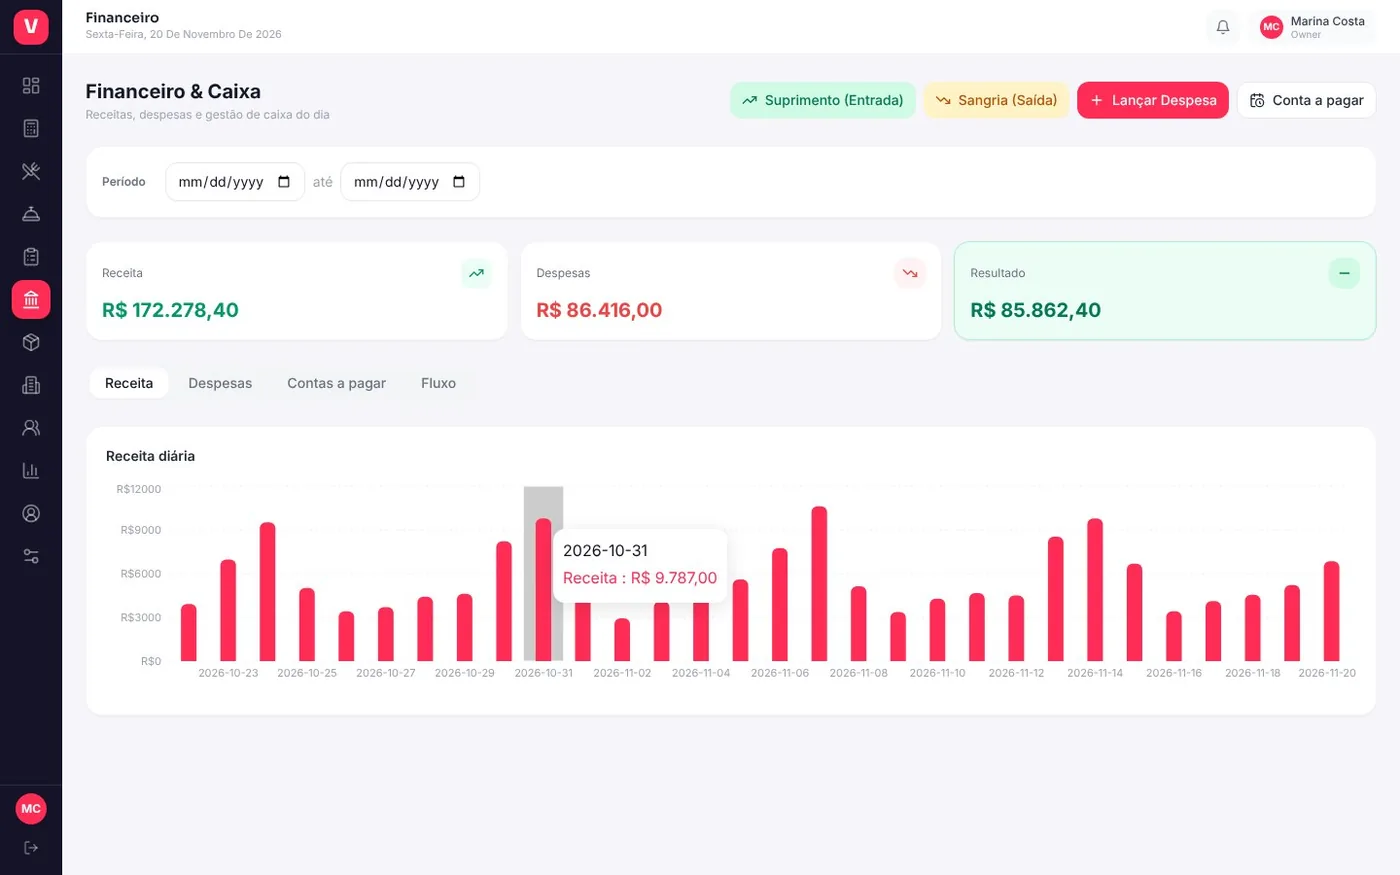 V
Financeiro
Sexta-Feira, 20 De Novembro De 2026
MC
Marina Costa
Owner
Financeiro & Caixa
Receitas, despesas e gestão de caixa do dia
Suprimento (Entrada)
Sangria (Saída)
Lançar Despesa
Conta a pagar
Período
mm/dd/yyyy
até
mm/dd/yyyy
Receita
R$ 172.278,40
Despesas
R$ 86.416,00
Resultado
R$ 85.862,40
Receita
Despesas
Contas a pagar
Fluxo
Receita diária
R$12000
R$9000
R$6000
R$3000
R$0
2026-10-31
Receita : R$ 9.787,00
2026-10-23
2026-10-25
2026-10-27
2026-10-29
2026-10-31
2026-11-02
2026-11-04
2026-11-06
2026-11-08
2026-11-10
2026-11-12
2026-11-14
2026-11-16
2026-11-18
2026-11-20
MC